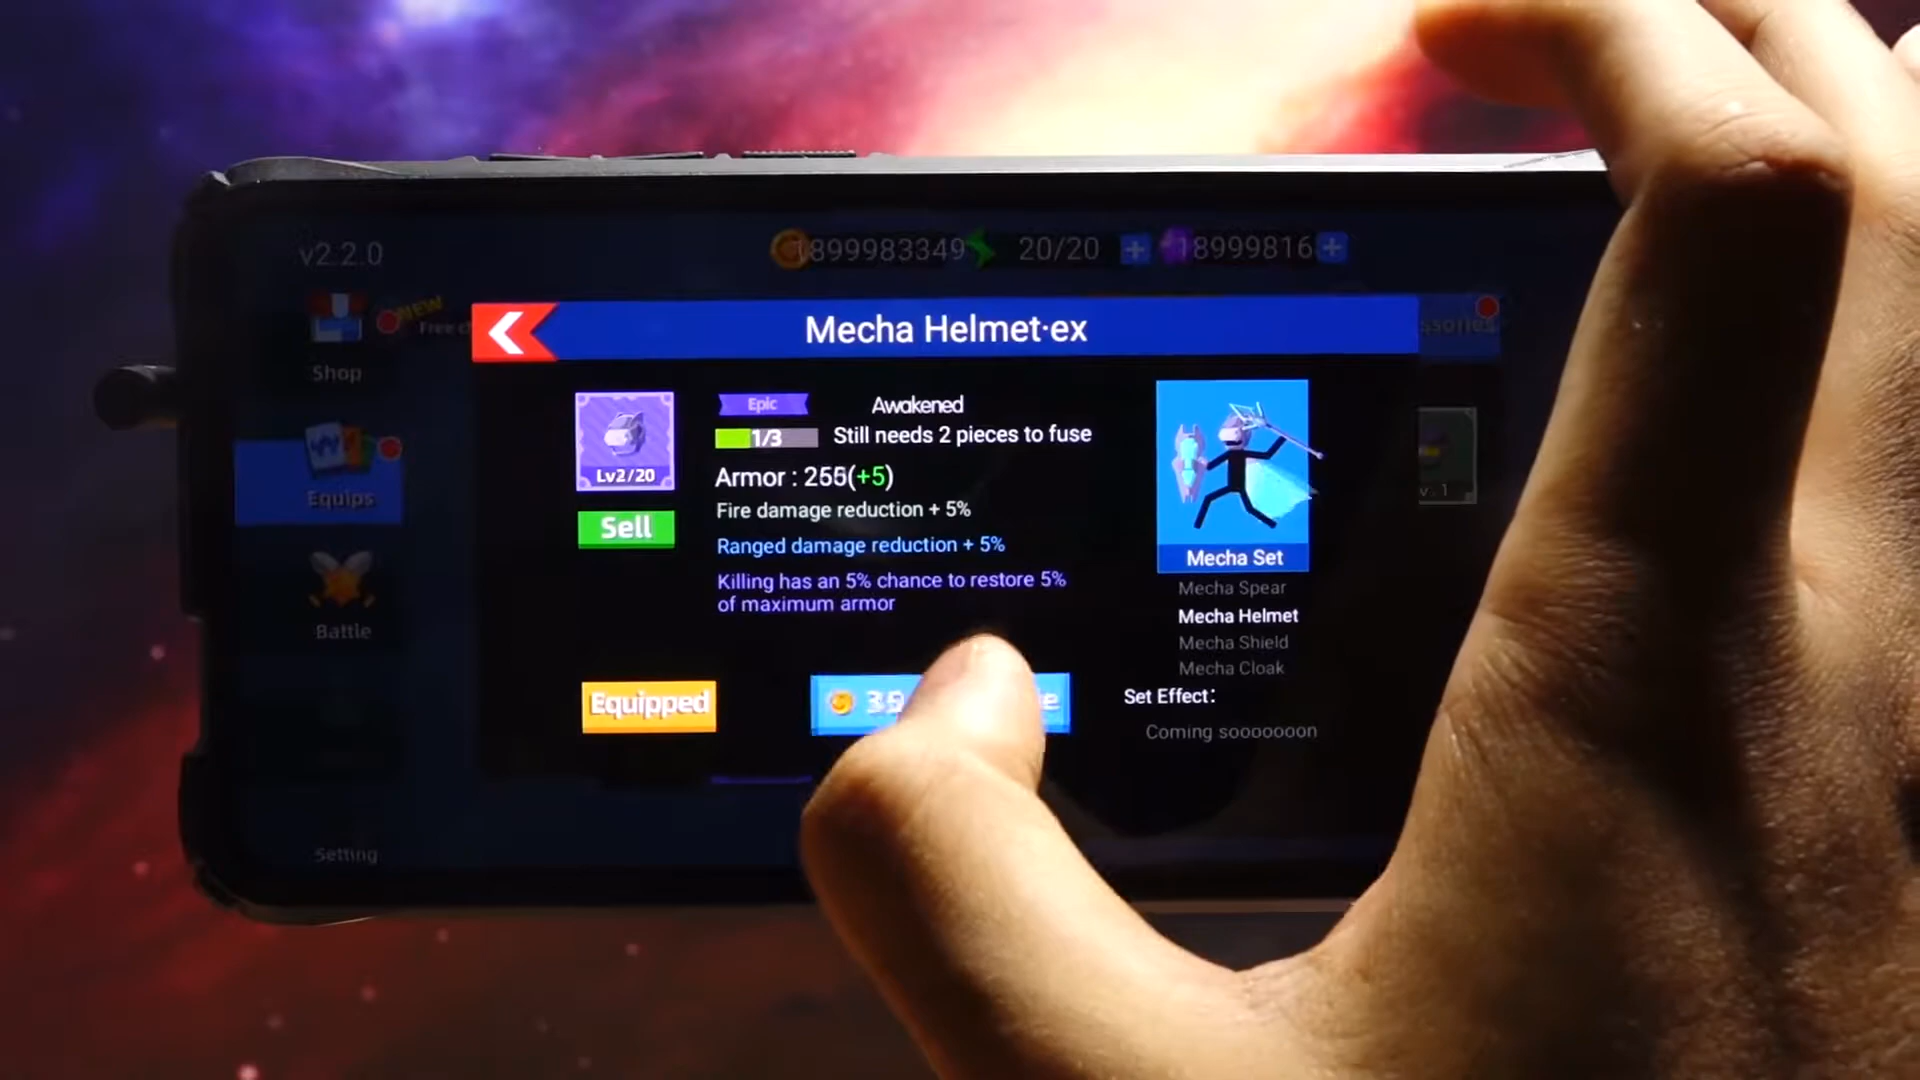 v2.2.0
1899983349
20/20
18999816
NEW
Shop
Mecha Helmet·ex
Epic
Awakened
1/3
Still needs 2 pieces to fuse
Lv2/20
Armor : (+5)
Sell
Fire damage reduction + 5%
Ranged damage reduction + 5%
Killing has an 5% chance to restore 5%
of maximum armor
Equips
Battle
Setting
Equipped
Mecha Set
Mecha Spear
Mecha Helmet
Mecha Shield
Mecha Cloak
Set Effect:
Coming sooooooon